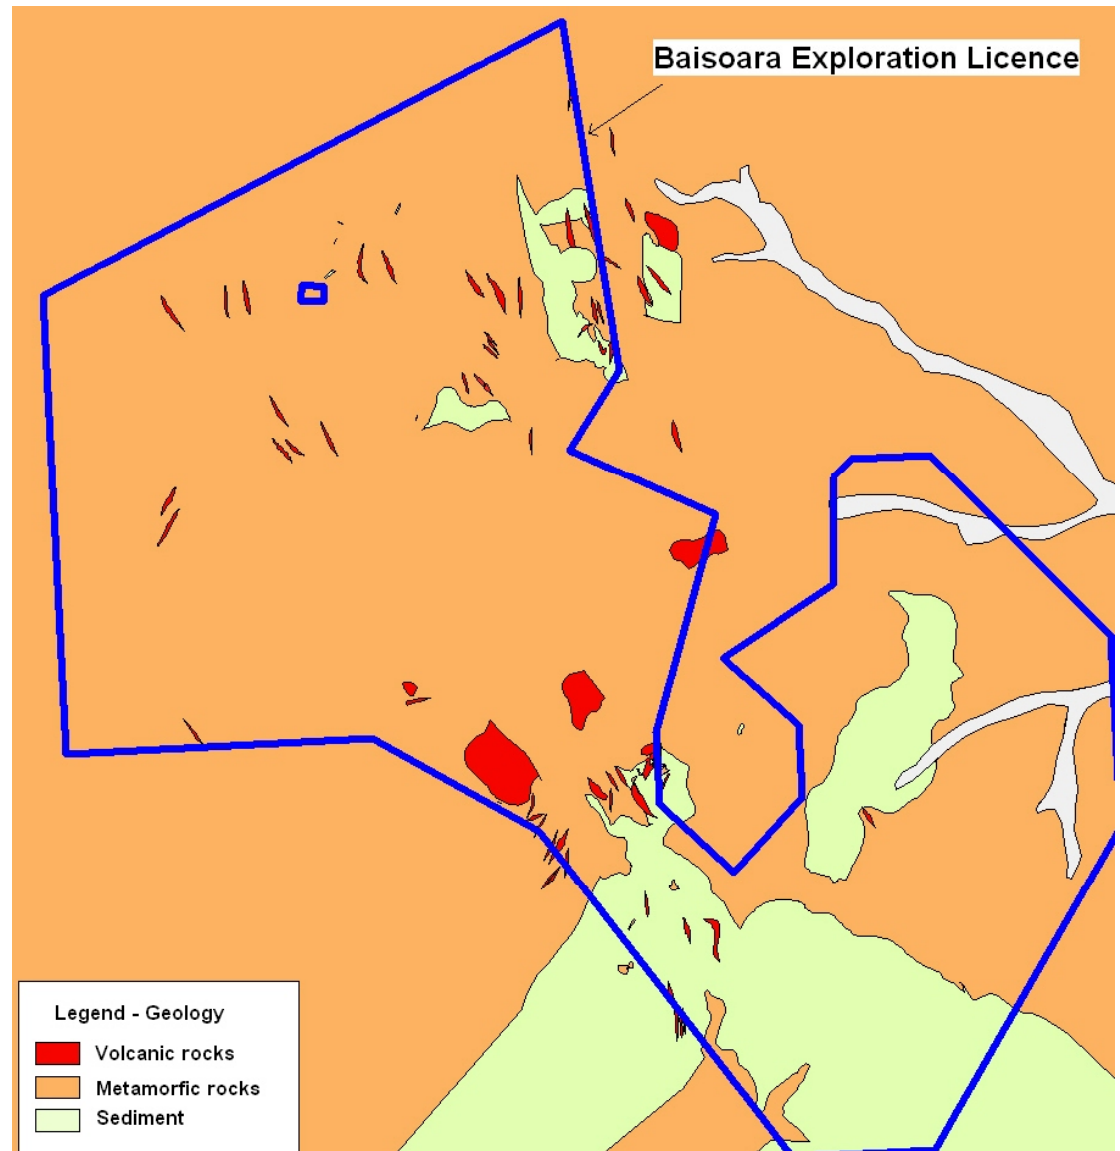 Baisoara Exploration Licence
Legend - Geology
Volcanic rocks
Metamorfic rocks
Sediment